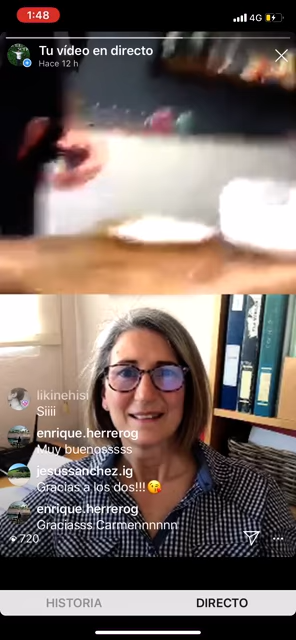 1:48
4G
Tu vídeo en directo
Hace 12 h
likinehisi
Siiii
enrique.herrerog
Muy buenosssss
jesussanchez.ig
Gracias a los dos!!!😘
enrique.herrerog
Graciasss Carmennnnnn
720
HISTORIA
DIRECTO